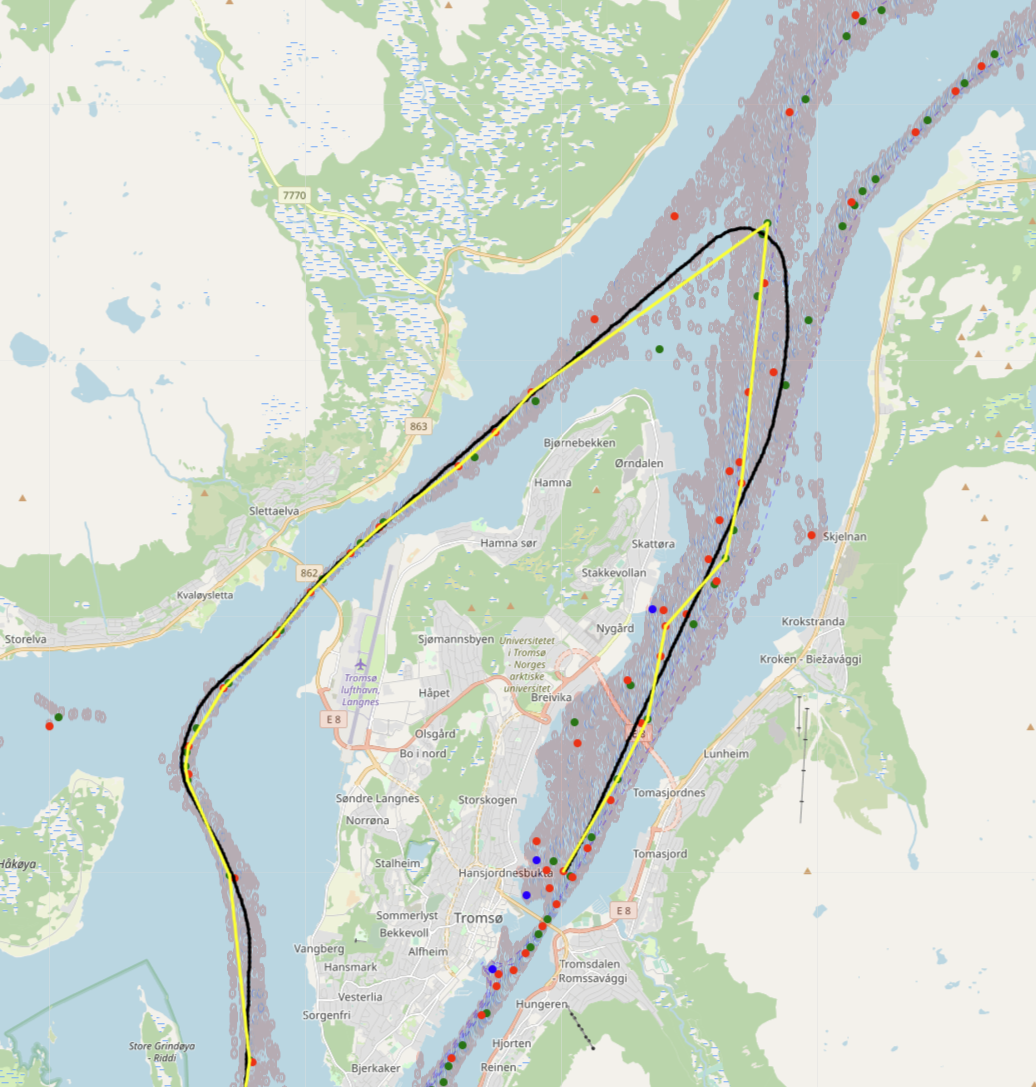 7770
863
Bjørnebekken
Ørndalen
Hamna
Slettaelva
Hamna sør
Skattøra
Skjelnan
862
Stakkevollan
Kvaløysletta
Krokstranda
Nygård
Storelva
Sjømannsbyen
Universitetet
i Tromsø
- Norges
arktiske
universitet
Kroken - Biežavággi
Tromsø
lufthavn,
Langnes
Håpet
Breivika
E 8
Olsgård
Bo i nord
Lunheim
Søndre Langnes
Storskogen
Tomasjordnes
Norrøna
Tomasjord
Stalheim
Håkøya
Hansjordnesbukta
E 8
Sommerlyst
Tromsø
Bekkevoll
Vangberg
Alfheim
Hansmark
Tromsdalen
- Romssavággi
Vesterlia
Hungeren
Sorgenfri
Store Grindøya
- Riddi
Hjorten
Bjerkaker
Reinen